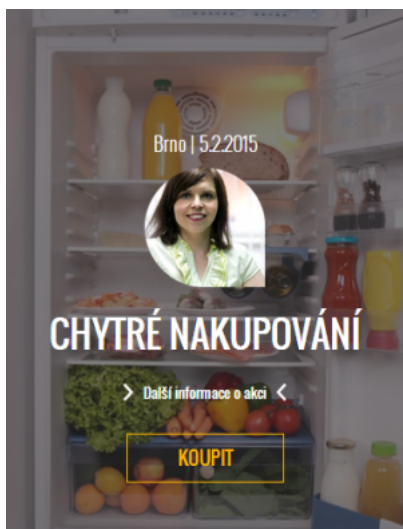 Brno | 5.2.2015
CHYTRÉ NAKUPOVÁNÍ
Další informace o akci
KOUPIT